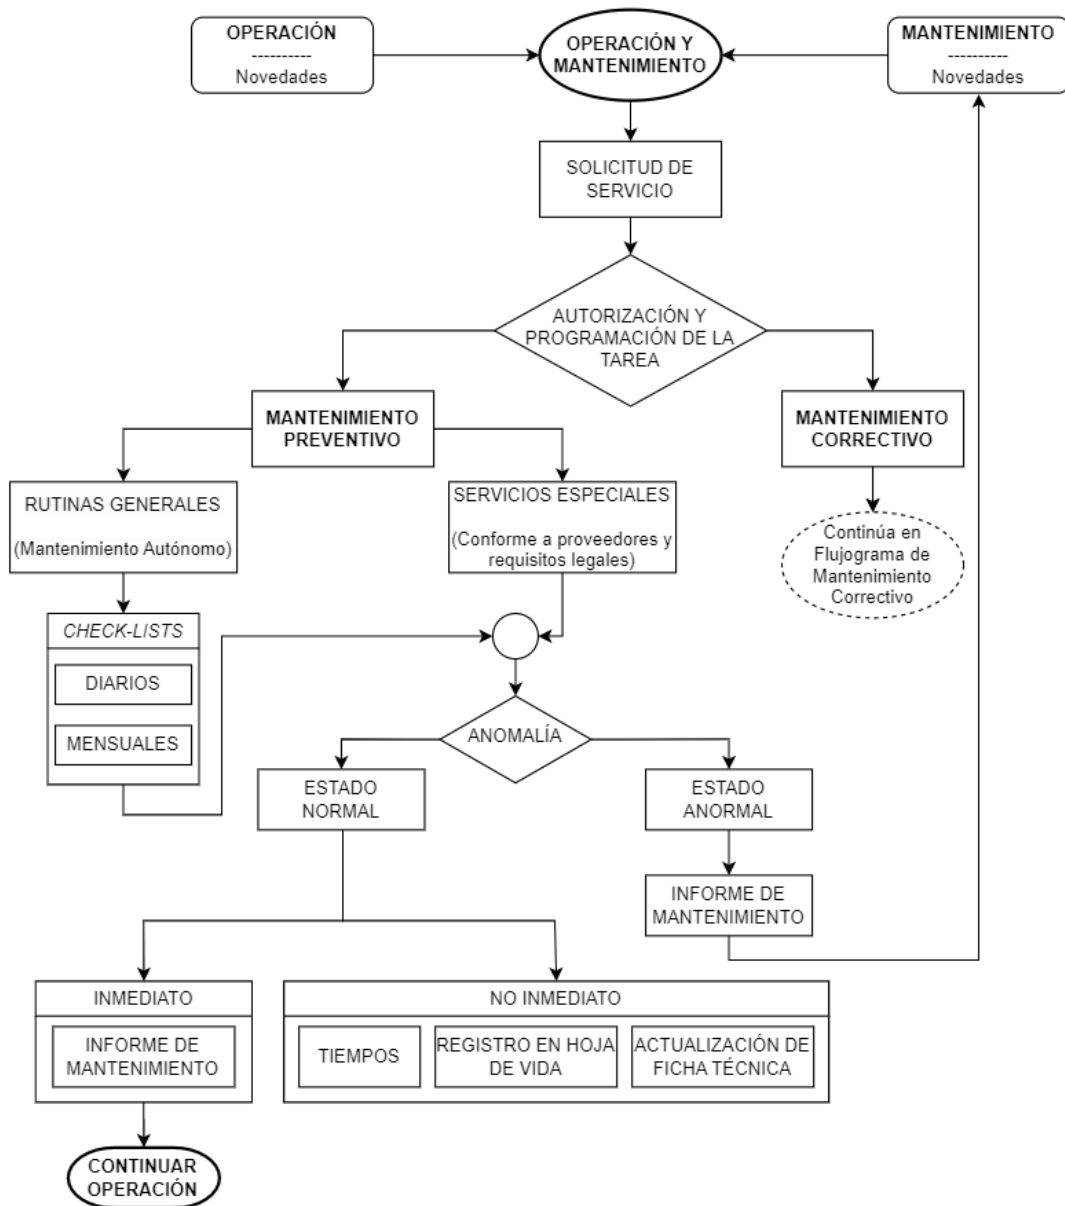 OPERACIÓN
----------
Novedades
OPERACIÓN Y
MANTENIMIENTO
MANTENIMIENTO
----------
Novedades
SOLICITUD DE
SERVICIO
AUTORIZACIÓN Y
PROGRAMACIÓN DE LA
TAREA
MANTENIMIENTO
PREVENTIVO
MANTENIMIENTO
CORRECTIVO
RUTINAS GENERALES
(Mantenimiento Autónomo)
SERVICIOS ESPECIALES
(Conforme a proveedores y
requisitos legales)
Continúa en
Flujograma de
Mantenimiento
Correctivo
CHECK-LISTS
DIARIOS
MENSUALES
ANOMALÍA
ESTADO
NORMAL
ESTADO
ANORMAL
INFORME DE
MANTENIMIENTO
INMEDIATO
INFORME DE
MANTENIMIENTO
NO INMEDIATO
TIEMPOS
REGISTRO EN HOJA
DE VIDA
ACTUALIZACIÓN DE
FICHA TÉCNICA
CONTINUAR
OPERACIÓN